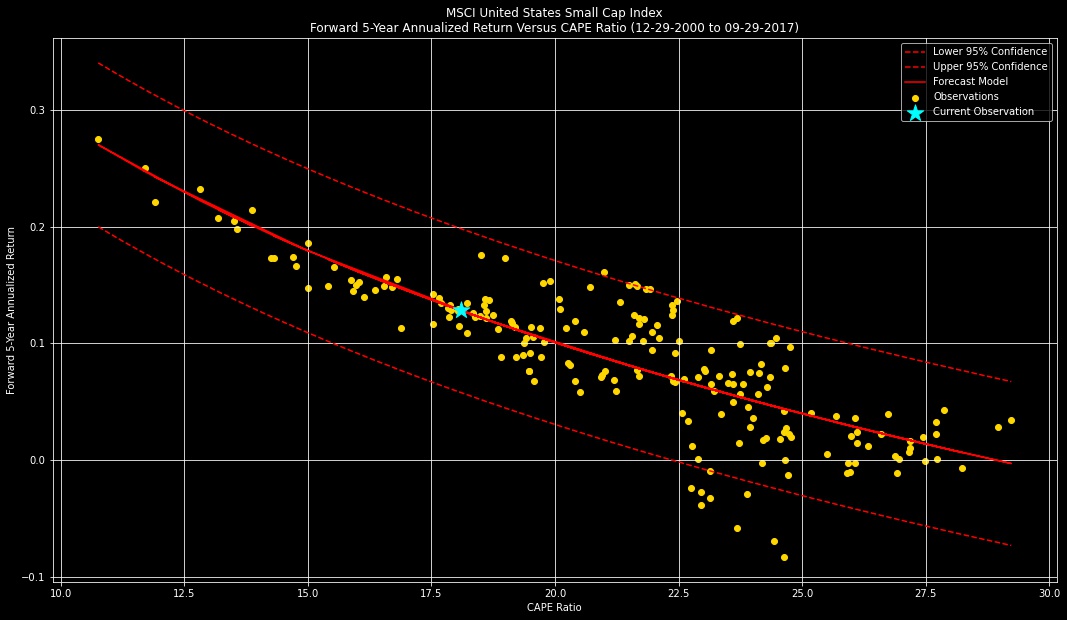 MSCI United States Small Cap Index
Forward 5-Year Annualized Return Versus CAPE Ratio (12-29-2000 to 09-29-2017)
Lower 95% Confidence
Upper 95% Confidence
Forecast Model
Observations
Current Observation
0.3
0.2
0.1
0.0
−0.1
Forward 5-Year Annualized Return
10.0 12.5 15.0 17.5 20.0 22.5 25.0 27.5 30.0
CAPE Ratio